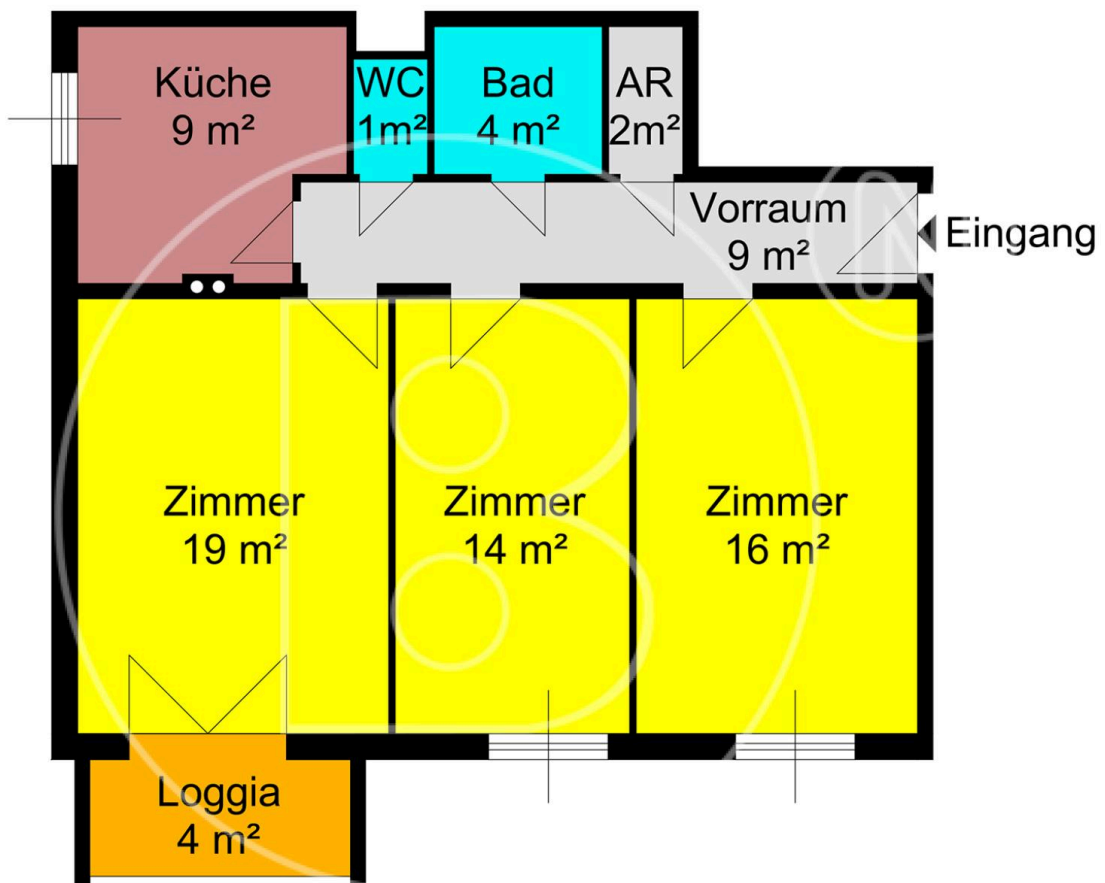 Küche
9 m²
WC
1m²
Bad
4 m²
AR
2m²
Vorraum
9 m²
Eingang
Zimmer
19 m²
Zimmer
14 m²
Zimmer
16 m²
Loggia
4 m²